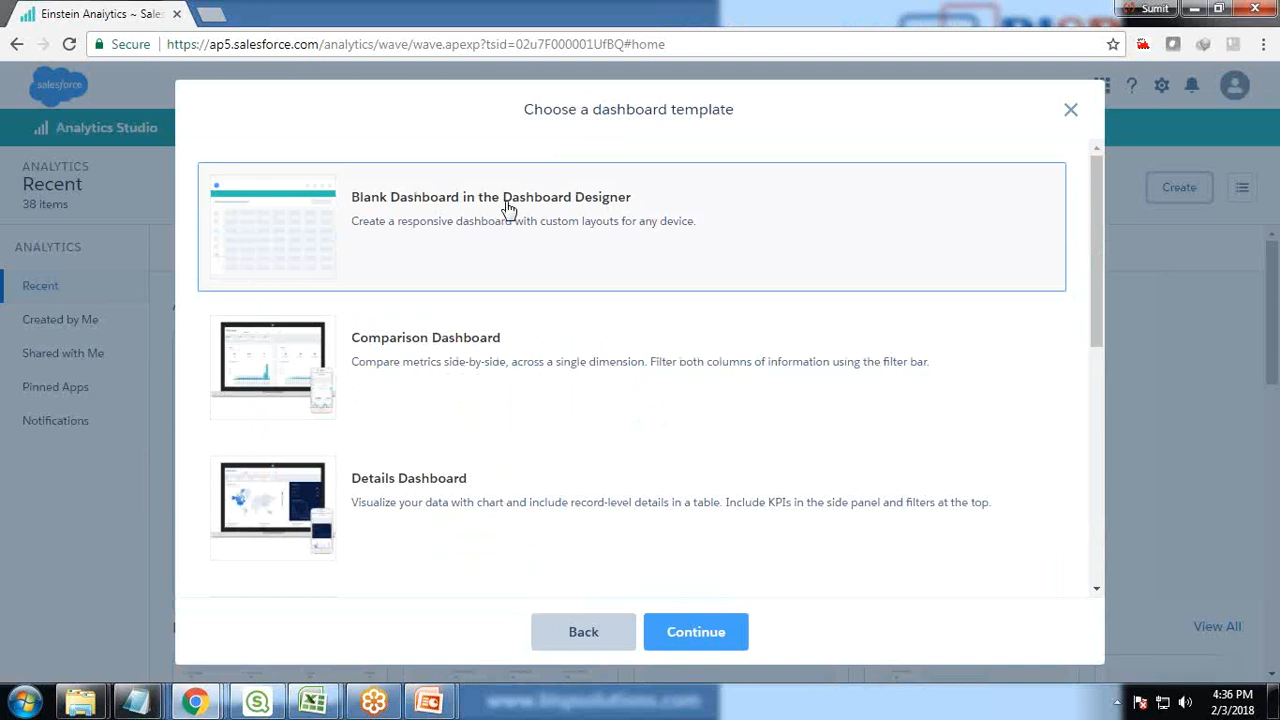 Einstein Analytics ~ Sales
Sumit
Secure
https://ap5.salesforce.com/analytics/wave/wave.apexp?tsid=02u7F000001UfBQ#home
salesforce
Analytics Studio
Choose a dashboard template
ANALYTICS
Recent
38 items
Create
ANALYTICS
Recent
Created by Me
Shared with Me
Pinned Apps
Notifications
Blank Dashboard in the Dashboard Designer
Create a responsive dashboard with custom layouts for any device.
Comparison Dashboard
Compare metrics side-by-side, across a single dimension. Filter both columns of information using the filter bar.
Details Dashboard
Visualize your data with chart and include record-level details in a table. Include KPIs in the side panel and filters at the top.
Back
Continue
View All
4:36 PM
2/3/2018